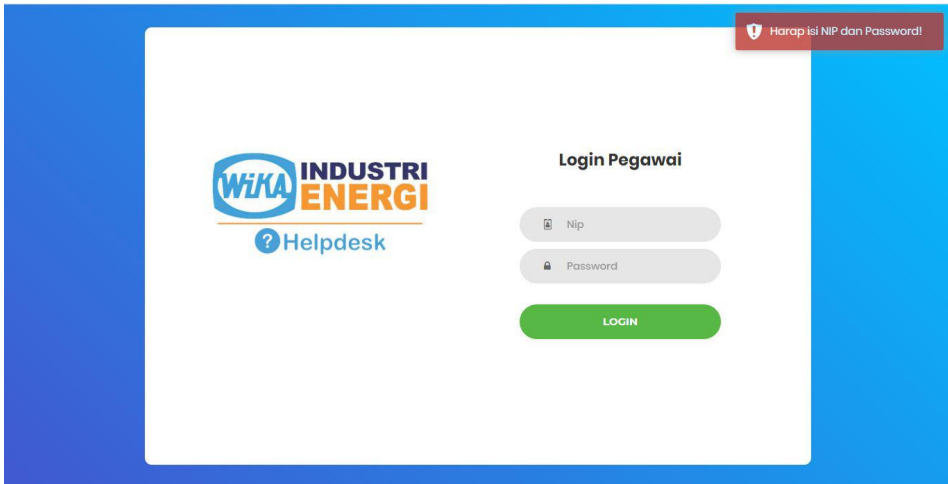 Harap isi NIP dan Password!
WiKA
INDUSTRI
ENERGI
? Helpdesk
Login Pegawai
Nip
Password
LOGIN